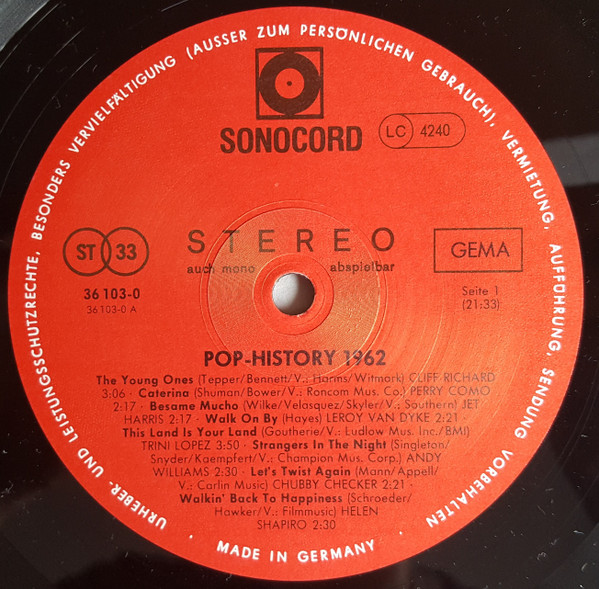 URHEBER- UND LEISTUNGSSCHUTZRECHTE, BESONDERS VERVIELFÄLTIGUNG (AUSSER ZUM PERSÖNLICHEN GEBRAUCH), VERMIETUNG, AUFFÜHRUNG, SENDUNG VORBEHALTEN
SONOCORD
LC 4240
ST 33
STEREO
auch mono abspielbar
GEMA
36 103-0
36 103-0 A
Seite 1
(21:33)
POP-HISTORY 1962
The Young Ones (Tepper/Bennett/V.: Harms/Witmark) CLIFF RICHARD
3:06 · Caterina (Shuman/Bower/V.: Roncom Mus. Co.) PERRY COMO
2:17 · Besame Mucho (Wilke/Velasquez/Skyler/V.: Southern) JET
HARRIS 2:17 · Walk On By (Hayes) LEROY VAN DYKE 2:21 ·
This Land Is Your Land (Goutherie/V.: Ludlow Mus. Inc./BMI)
TRINI LOPEZ 3:50 · Strangers In The Night (Singleton/
Snyder/Kaempfert/V.: Champion Mus. Corp.) ANDY
WILLIAMS 2:30 · Let's Twist Again (Mann/Appell/
V.: Carlin Music) CHUBBY CHECKER 2:21 ·
Walkin' Back To Happiness (Schroeder/
Hawker/V.: Filmmusic) HELEN
SHAPIRO 2:30
· MADE IN GERMANY ·